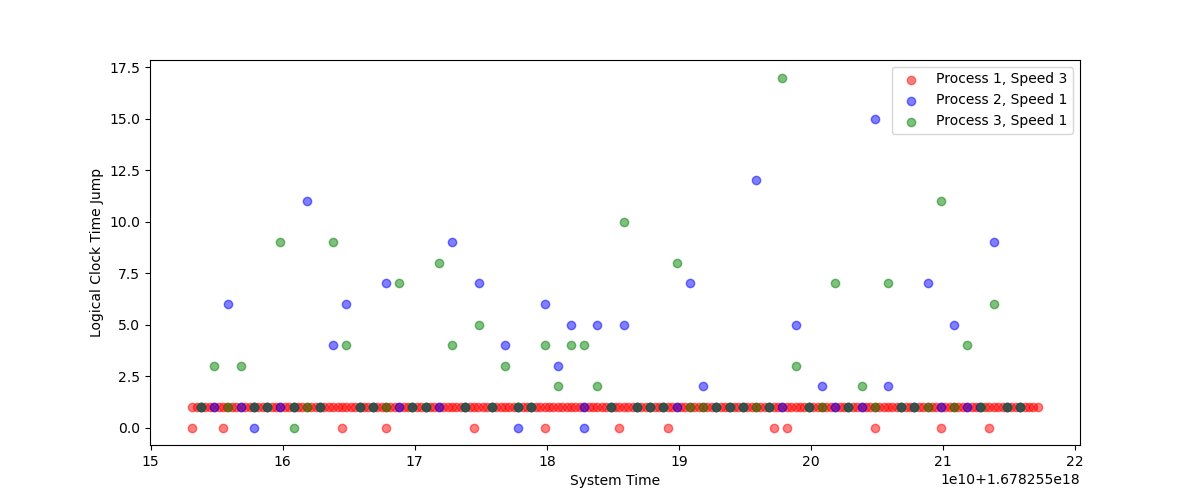 Process 1, Speed 3
Process 2, Speed 1
Process 3, Speed 1
Logical Clock Time Jump
17.5
15.0
12.5
10.0
7.5
5.0
2.5
0.0
15 16 17 18 19 20 21 22
System Time
1e10+1.678255e18